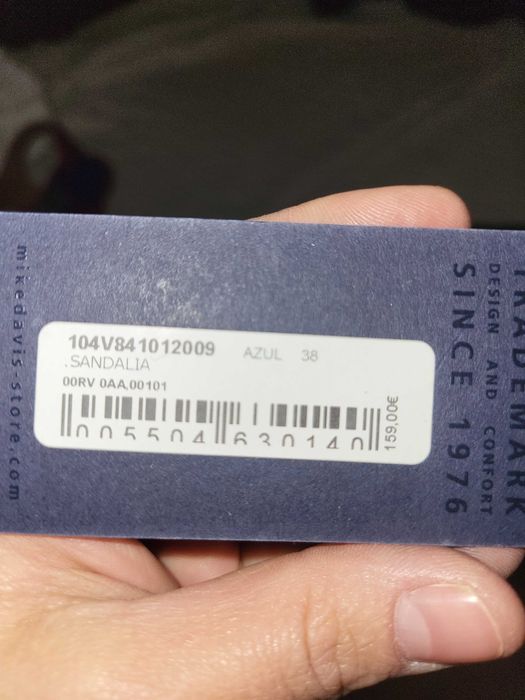 104V841012009 AZUL 38
.SANDALIA
00RV 0AA,00101
005504 630140
159,00€
mikedavis-store.com
TRADEMARK
DESIGN AND CONFORT
SINCE 1976